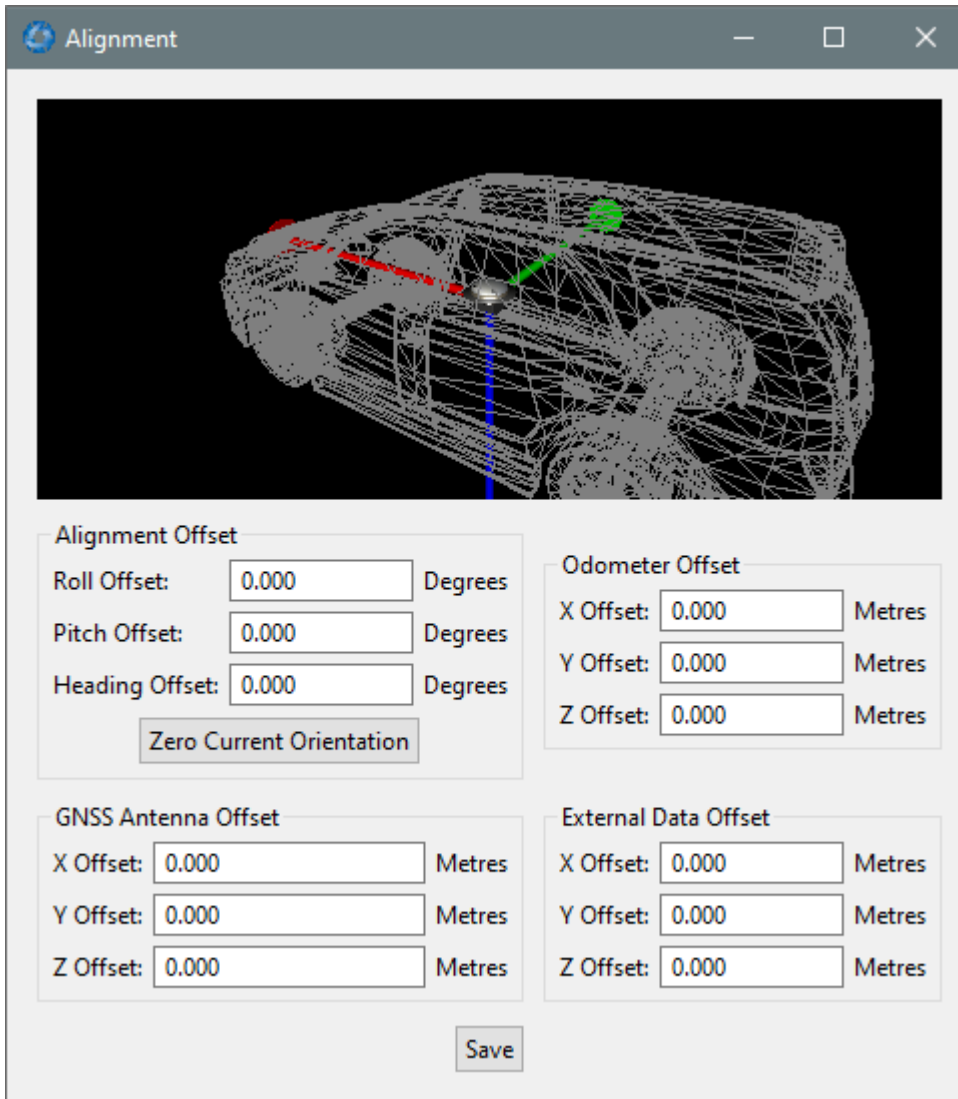 Alignment
Alignment Offset
Roll Offset: 0.000 Degrees
Pitch Offset: 0.000 Degrees
Heading Offset: 0.000 Degrees
Zero Current Orientation
Odometer Offset
X Offset: 0.000 Metres
Y Offset: 0.000 Metres
Z Offset: 0.000 Metres
GNSS Antenna Offset
X Offset: 0.000 Metres
Y Offset: 0.000 Metres
Z Offset: 0.000 Metres
External Data Offset
X Offset: 0.000 Metres
Y Offset: 0.000 Metres
Z Offset: 0.000 Metres
Save